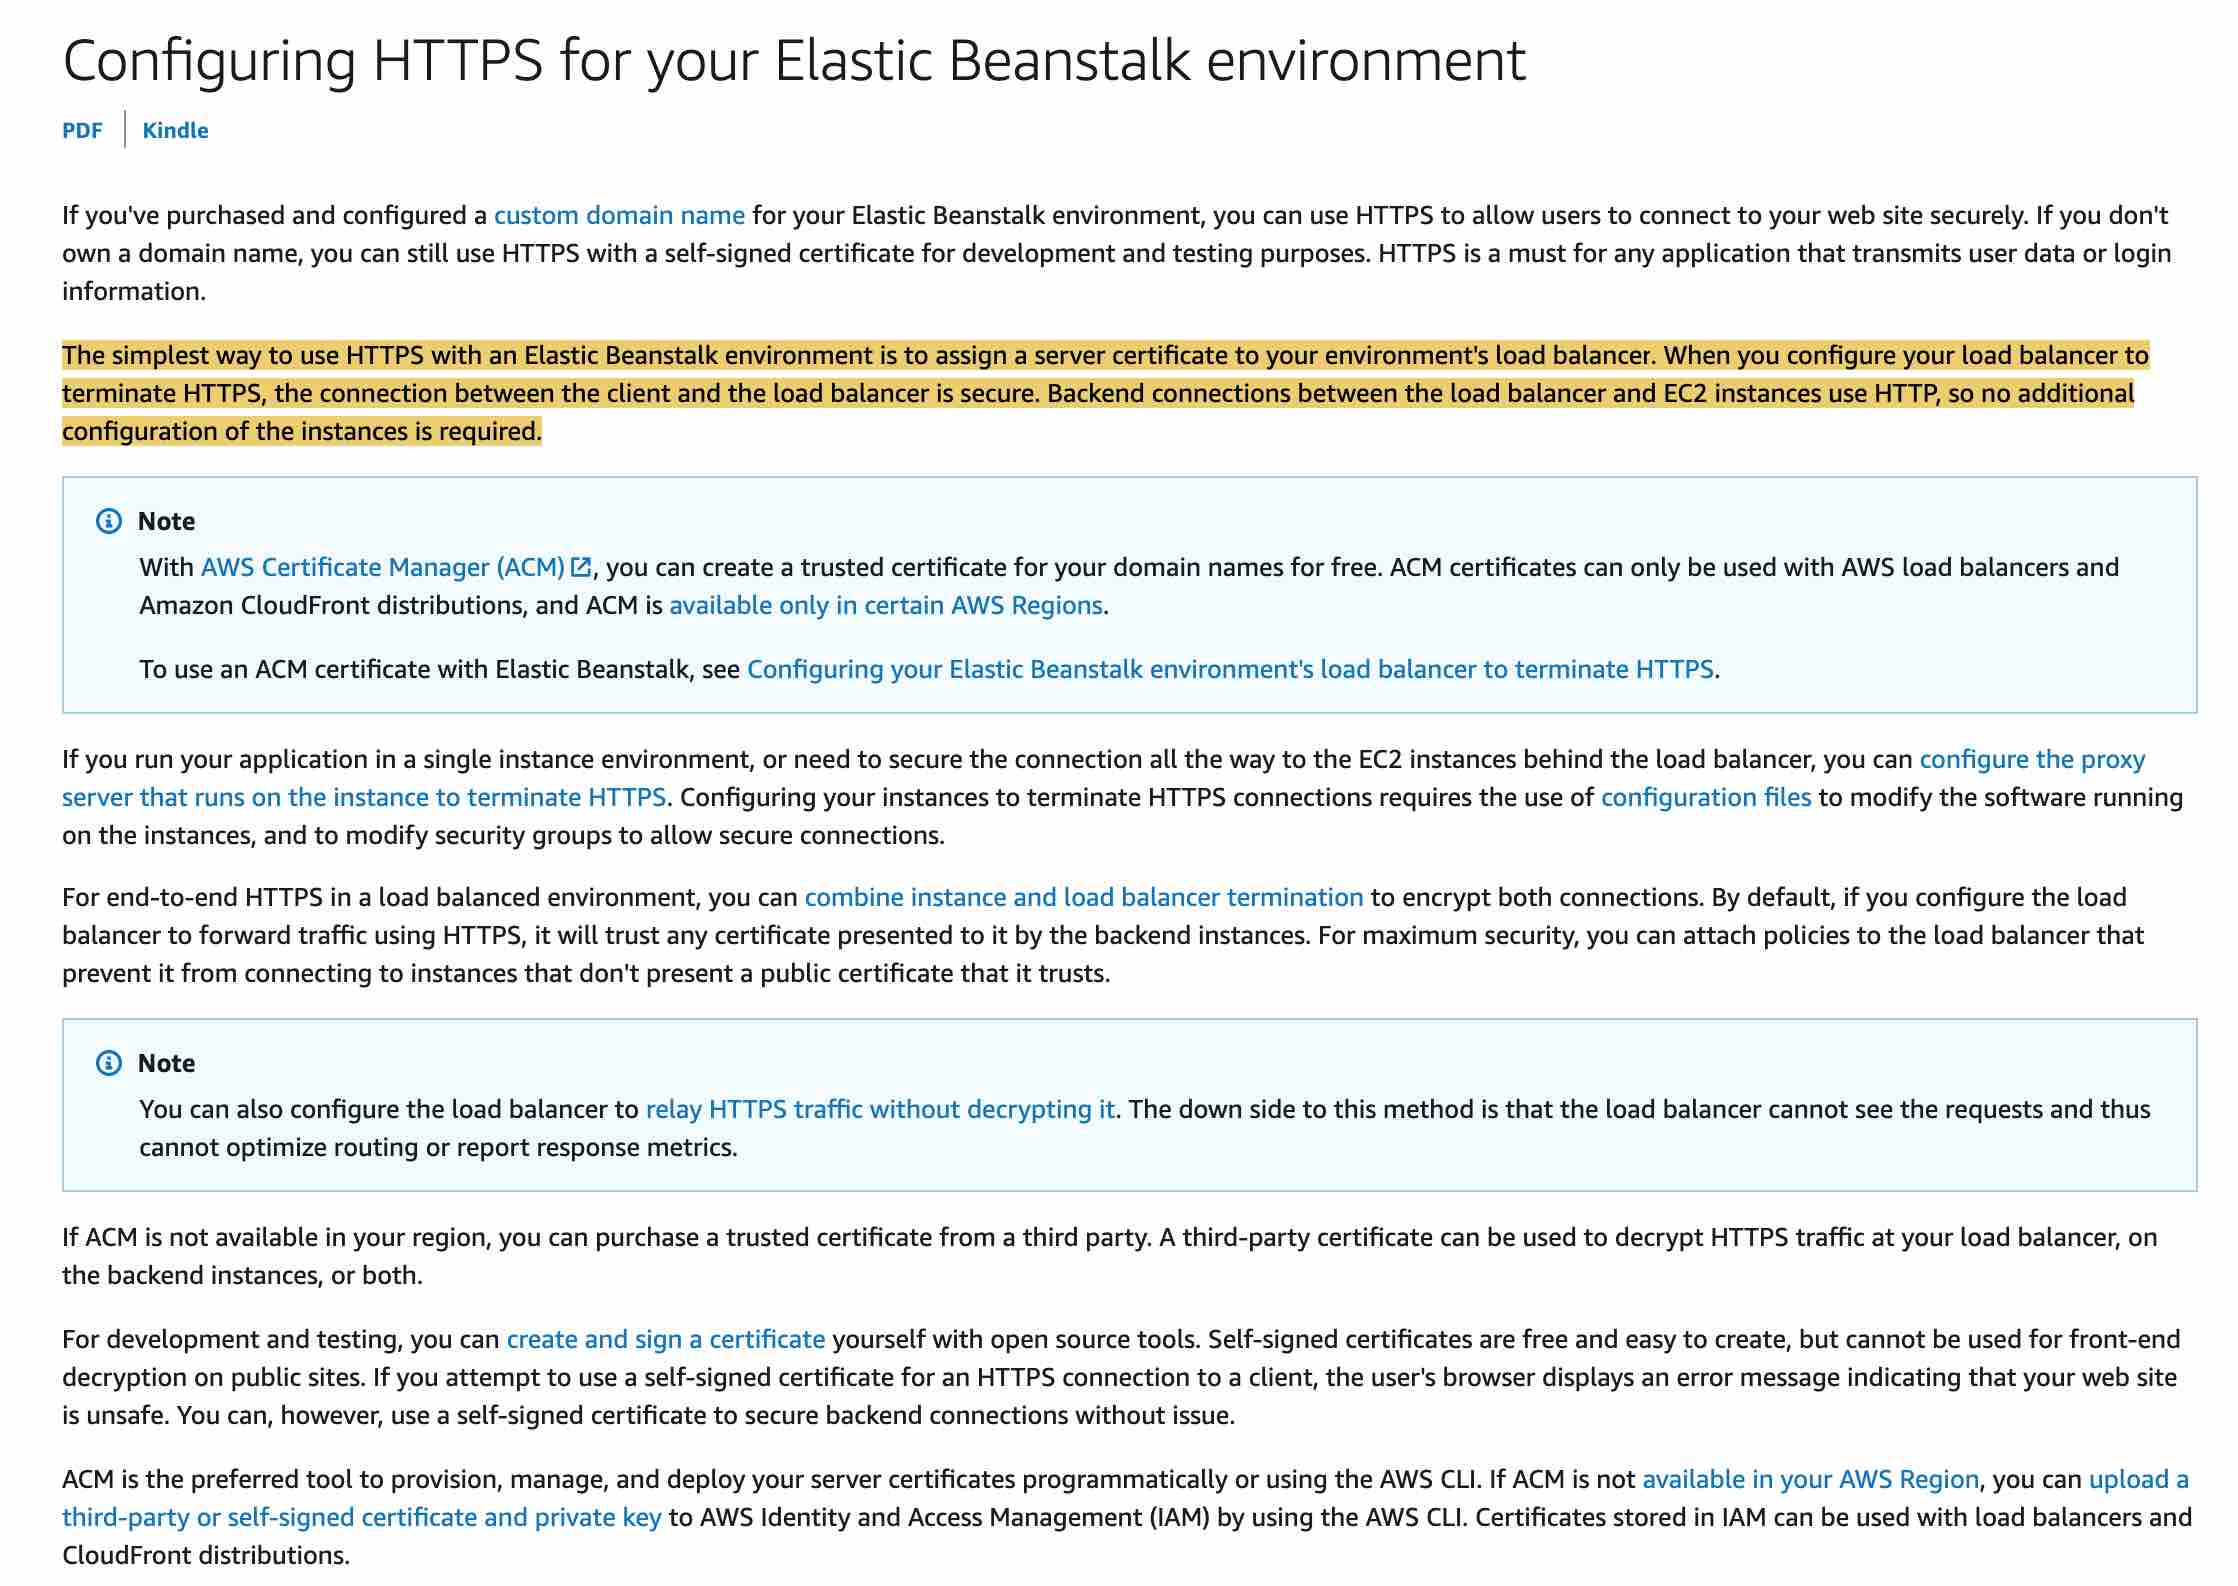 Configuring HTTPS for your Elastic Beanstalk environment
PDF | Kindle
If you've purchased and configured a custom domain name for your Elastic Beanstalk environment, you can use HTTPS to allow users to connect to your web site securely. If you don't
own a domain name, you can still use HTTPS with a self-signed certificate for development and testing purposes. HTTPS is a must for any application that transmits user data or login
information.
The simplest way to use HTTPS with an Elastic Beanstalk environment is to assign a server certificate to your environment's load balancer. When you configure your load balancer to
terminate HTTPS, the connection between the client and the load balancer is secure. Backend connections between the load balancer and EC2 instances use HTTP, so no additional
configuration of the instances is required.
Note
With AWS Certificate Manager (ACM), you can create a trusted certificate for your domain names for free. ACM certificates can only be used with AWS load balancers and
Amazon CloudFront distributions, and ACM is available only in certain AWS Regions.
To use an ACM certificate with Elastic Beanstalk, see Configuring your Elastic Beanstalk environment's load balancer to terminate HTTPS.
If you run your application in a single instance environment, or need to secure the connection all the way to the EC2 instances behind the load balancer, you can configure the proxy
server that runs on the instance to terminate HTTPS. Configuring your instances to terminate HTTPS connections requires the use of configuration files to modify the software running
on the instances, and to modify security groups to allow secure connections.
For end-to-end HTTPS in a load balanced environment, you can combine instance and load balancer termination to encrypt both connections. By default, if you configure the load
balancer to forward traffic using HTTPS, it will trust any certificate presented to it by the backend instances. For maximum security, you can attach policies to the load balancer that
prevent it from connecting to instances that don't present a public certificate that it trusts.
Note
You can also configure the load balancer to relay HTTPS traffic without decrypting it. The down side to this method is that the load balancer cannot see the requests and thus
cannot optimize routing or report response metrics.
If ACM is not available in your region, you can purchase a trusted certificate from a third party. A third-party certificate can be used to decrypt HTTPS traffic at your load balancer, on
the backend instances, or both.
For development and testing, you can create and sign a certificate yourself with open source tools. Self-signed certificates are free and easy to create, but cannot be used for front-end
decryption on public sites. If you attempt to use a self-signed certificate for an HTTPS connection to a client, the user's browser displays an error message indicating that your web site
is unsafe. You can, however, use a self-signed certificate to secure backend connections without issue.
ACM is the preferred tool to provision, manage, and deploy your server certificates programmatically or using the AWS CLI. If ACM is not available in your AWS Region, you can upload a
third-party or self-signed certificate and private key to AWS Identity and Access Management (IAM) by using the AWS CLI. Certificates stored in IAM can be used with load balancers and
CloudFront distributions.